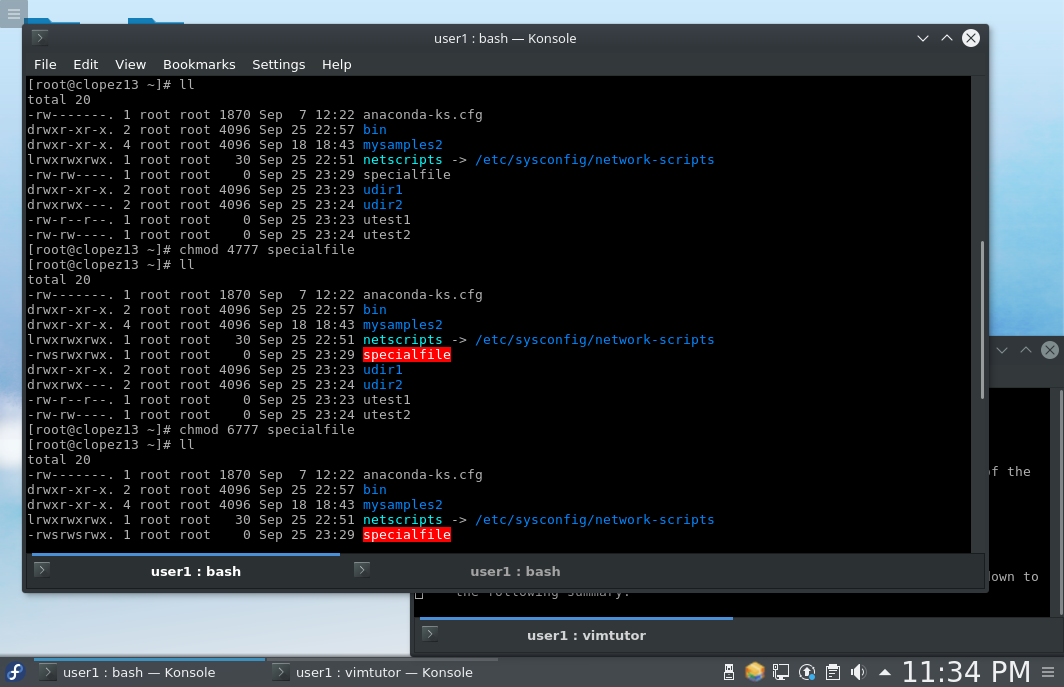 user1 : bash — Konsole
File Edit View Bookmarks Settings Help
[root@clopez13 ~]# ll
total 20
-rw-------. 1 root root 1870 Sep  7 12:22 anaconda-ks.cfg
drwxr-xr-x. 2 root root 4096 Sep 25 22:57 bin
drwxr-xr-x. 4 root root 4096 Sep 18 18:43 mysamples2
lrwxrwxrwx. 1 root root   30 Sep 25 22:51 netscripts -> /etc/sysconfig/network-scripts
-rw-rw----. 1 root root    0 Sep 25 23:29 specialfile
drwxr-xr-x. 2 root root 4096 Sep 25 23:23 udir1
drwxrwx---. 2 root root 4096 Sep 25 23:24 udir2
-rw-r--r--. 1 root root    0 Sep 25 23:23 utest1
-rw-rw----. 1 root root    0 Sep 25 23:24 utest2
[root@clopez13 ~]# chmod 4777 specialfile
[root@clopez13 ~]# ll
total 20
-rw-------. 1 root root 1870 Sep  7 12:22 anaconda-ks.cfg
drwxr-xr-x. 2 root root 4096 Sep 25 22:57 bin
drwxr-xr-x. 4 root root 4096 Sep 18 18:43 mysamples2
lrwxrwxrwx. 1 root root   30 Sep 25 22:51 netscripts -> /etc/sysconfig/network-scripts
-rwsrwxrwx. 1 root root    0 Sep 25 23:29 specialfile
drwxr-xr-x. 2 root root 4096 Sep 25 23:23 udir1
drwxrwx---. 2 root root 4096 Sep 25 23:24 udir2
-rw-r--r--. 1 root root    0 Sep 25 23:23 utest1
-rw-rw----. 1 root root    0 Sep 25 23:24 utest2
[root@clopez13 ~]# chmod 6777 specialfile
[root@clopez13 ~]# ll
total 20
-rw-------. 1 root root 1870 Sep  7 12:22 anaconda-ks.cfg
drwxr-xr-x. 2 root root 4096 Sep 25 22:57 bin
drwxr-xr-x. 4 root root 4096 Sep 18 18:43 mysamples2
lrwxrwxrwx. 1 root root   30 Sep 25 22:51 netscripts -> /etc/sysconfig/network-scripts
-rwsrwsrwx. 1 root root    0 Sep 25 23:29 specialfile
user1 : bash
user1 : bash
of the
down to
the following summary.
user1 : vimtutor
user1 : bash — Konsole
user1 : vimtutor — Konsole
11:34 PM